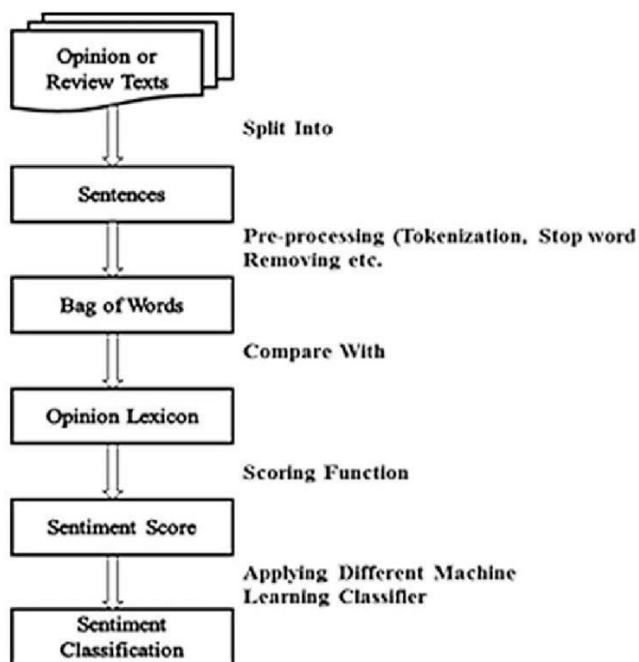 Opinion or
Review Texts
Split Into
Sentences
Pre-processing (Tokenization, Stop word
Removing etc.
Bag of Words
Compare With
Opinion Lexicon
Scoring Function
Sentiment Score
Applying Different Machine
Learning Classifier
Sentiment
Classification